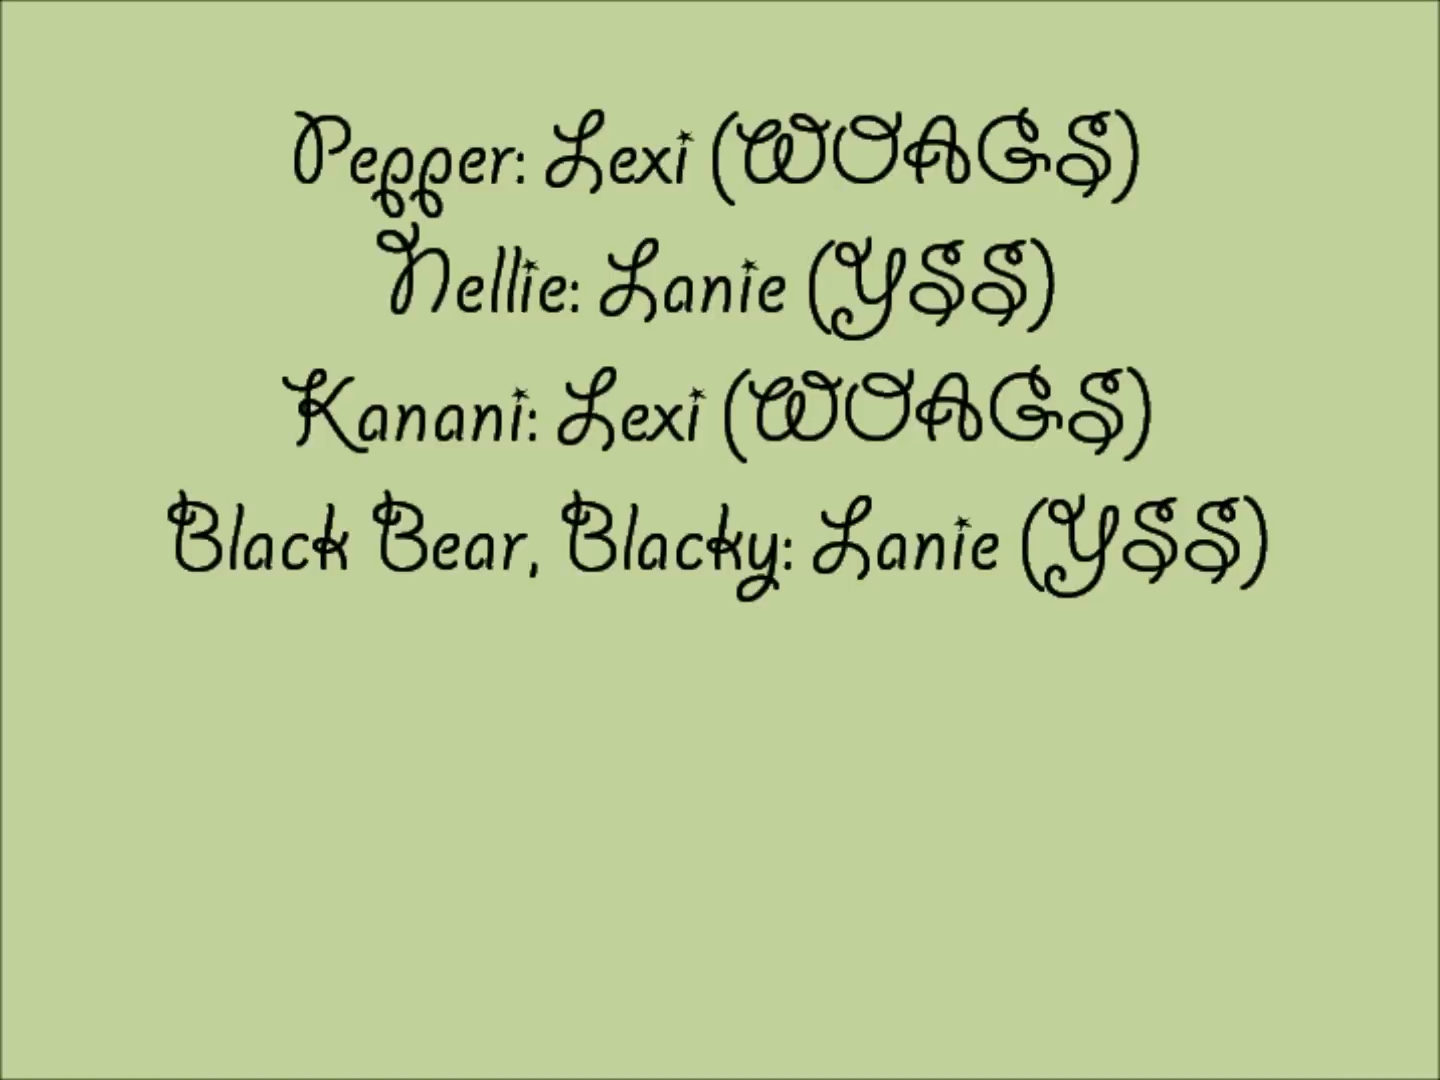 Pepper: Lexi (WOAGS)
Nellie: Lanie (YSS)
Kanani: Lexi (WOAGS)
Black Bear, Blacky: Lanie (YSS)